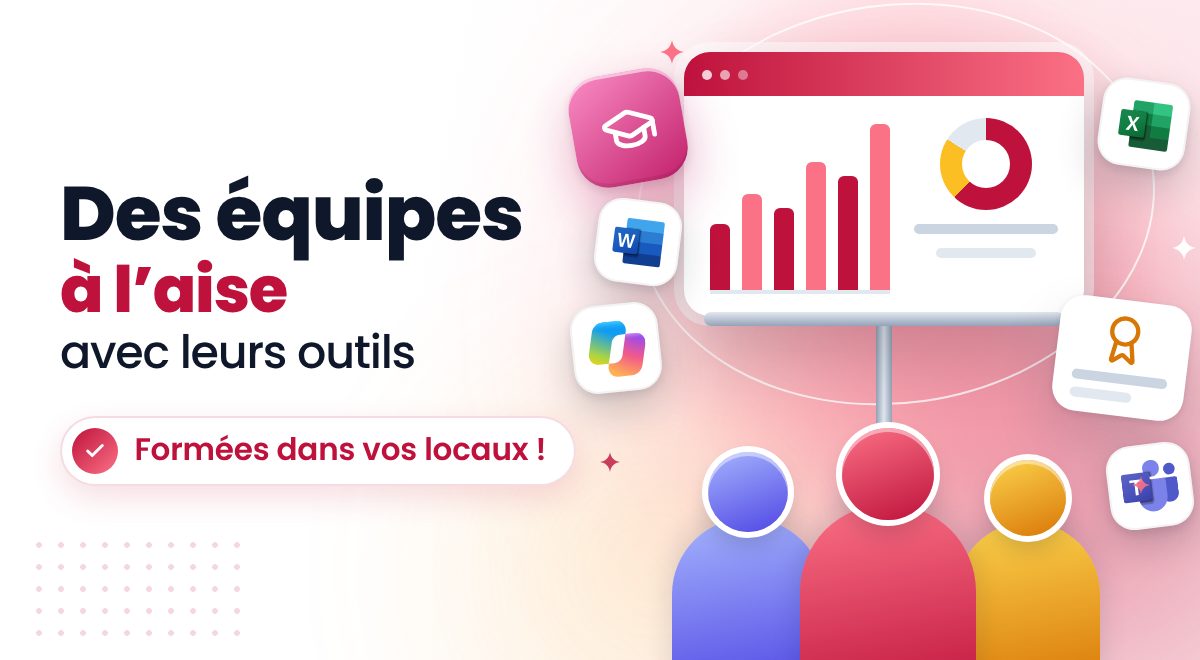 Des équipes
à l’aise
avec leurs outils
Formées dans vos locaux !
W
X
T